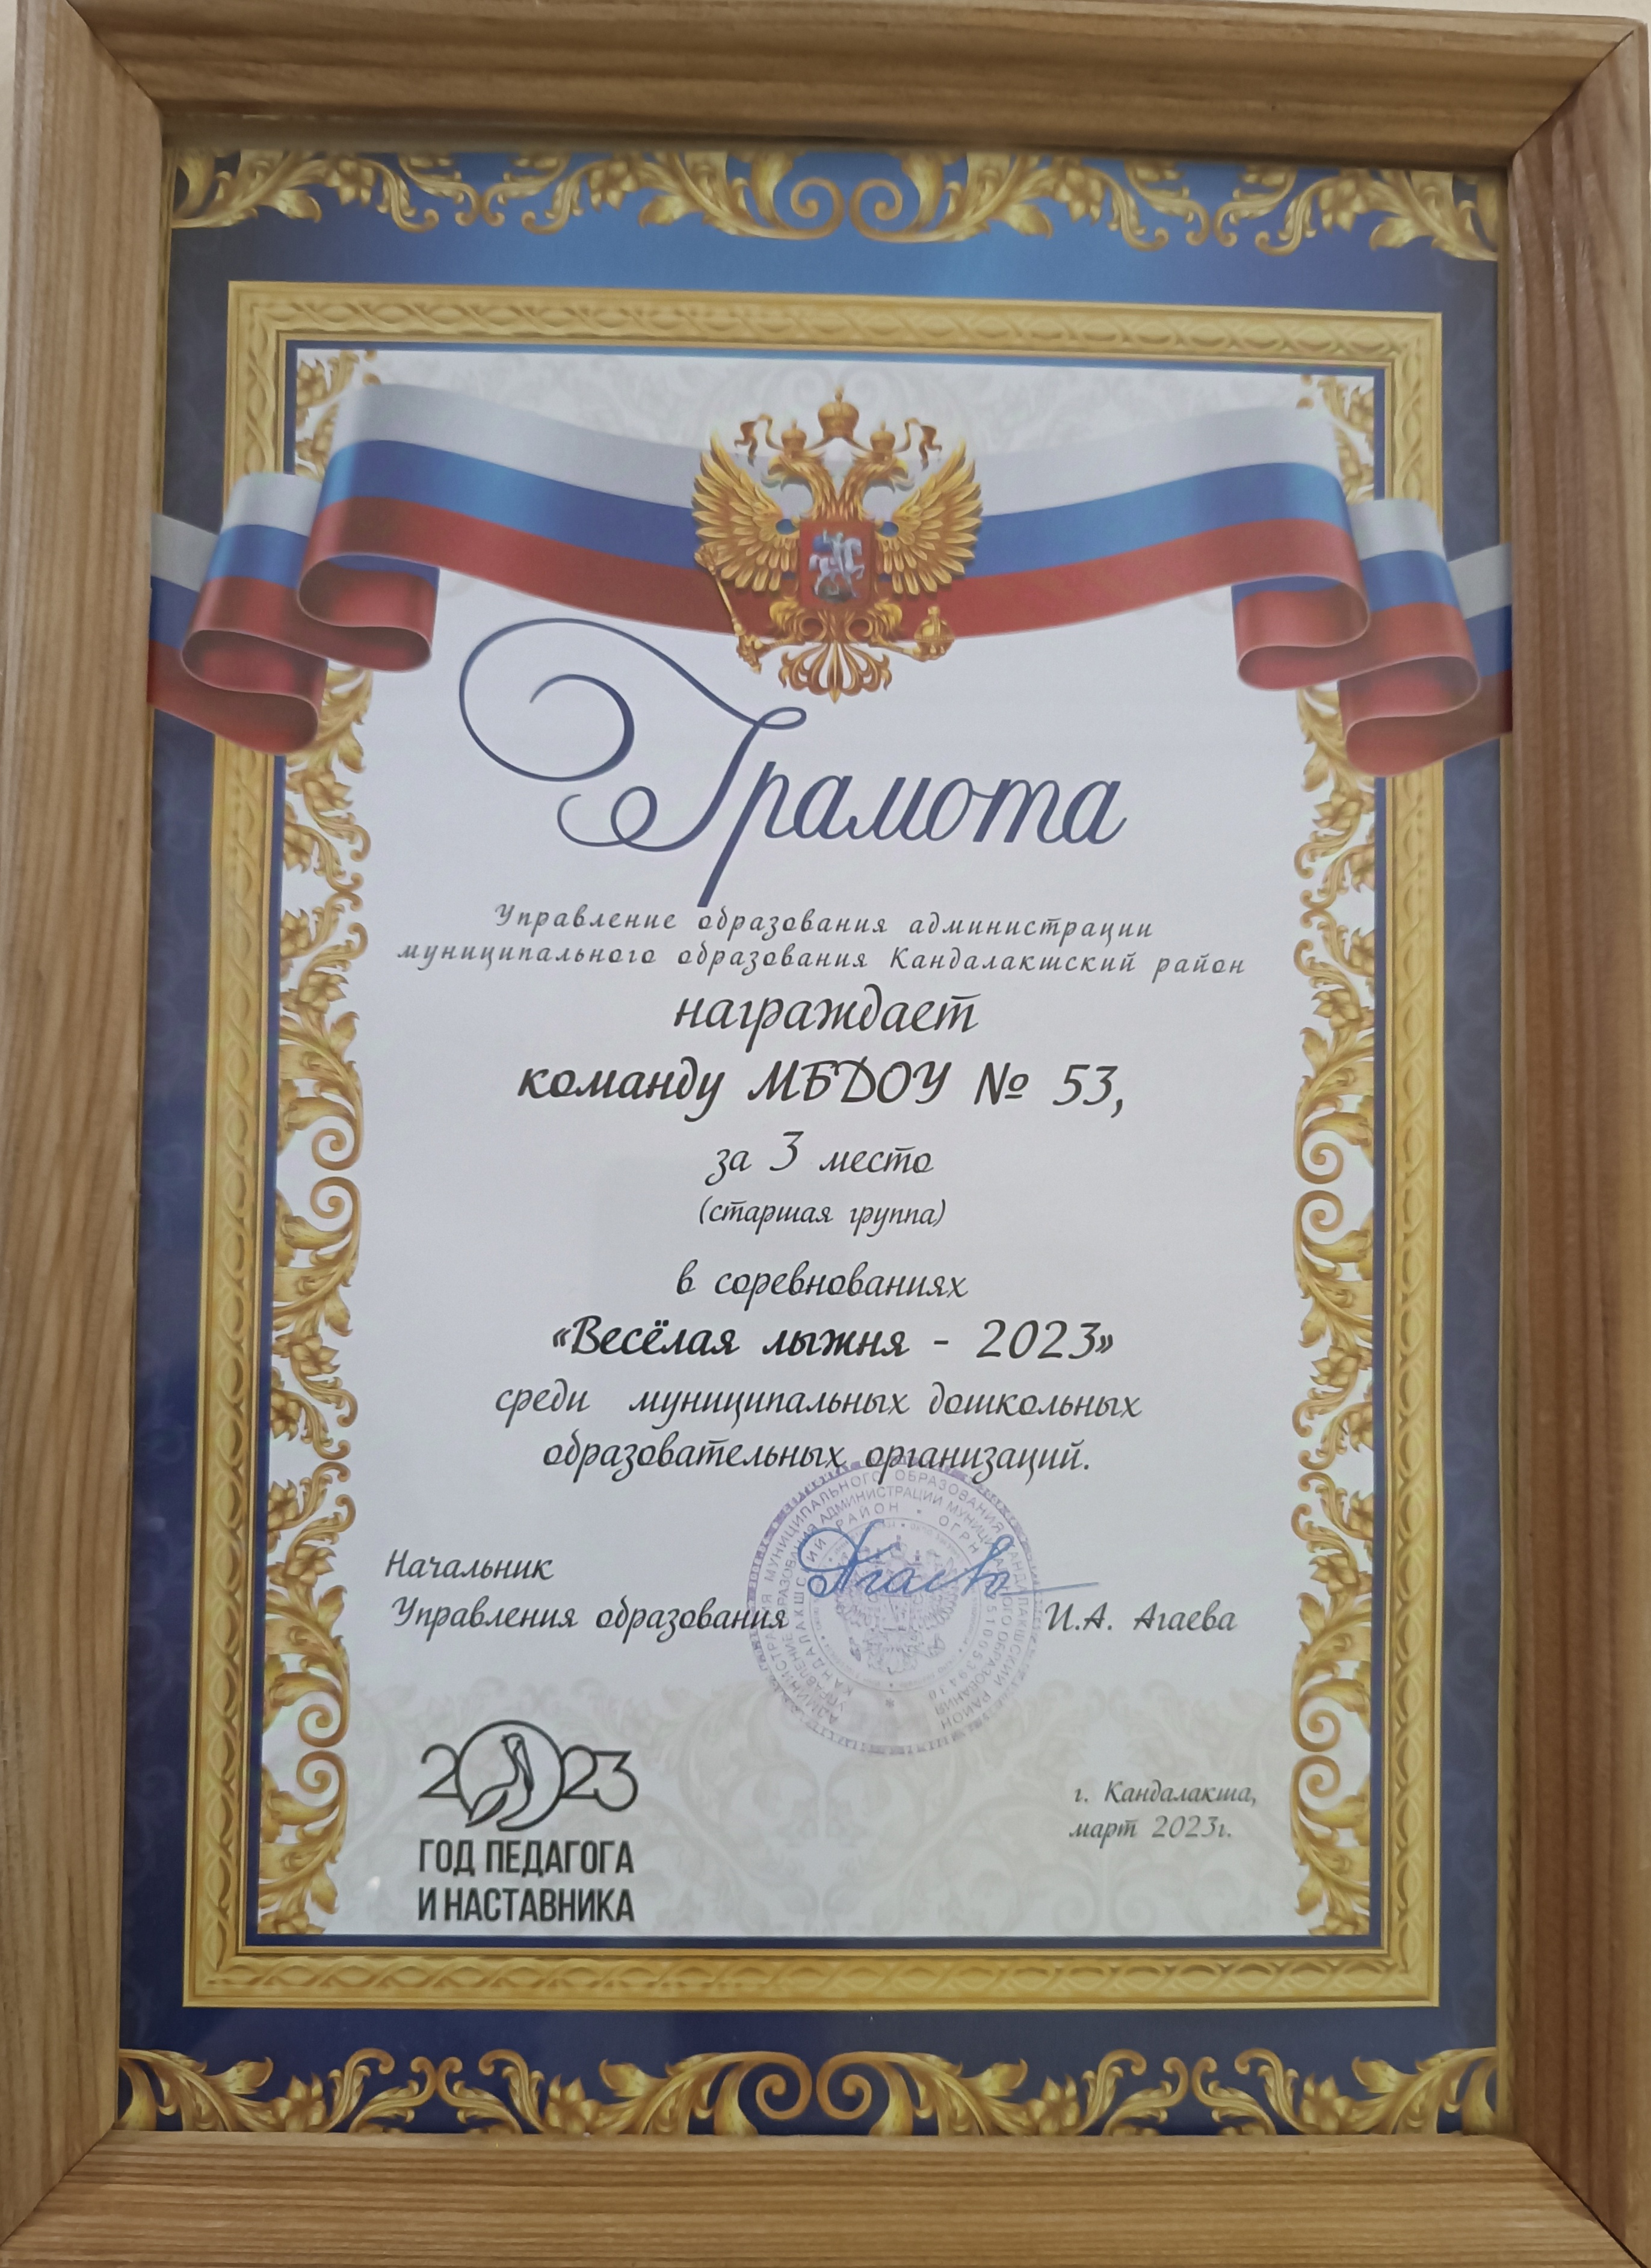 Грамота
Управление образования администрации
муниципального образования Кандалакшский район
награждает
команду МБДОУ № 53,
за 3 место
(старшая группа)
в соревнованиях
«Весёлая лыжня - 2023»
среди муниципальных дошкольных
образовательных организаций.
Начальник
Управления образования
И.А. Агаева
2023
ГОД ПЕДАГОГА
И НАСТАВНИКА
г. Кандалакша,
март 2023г.